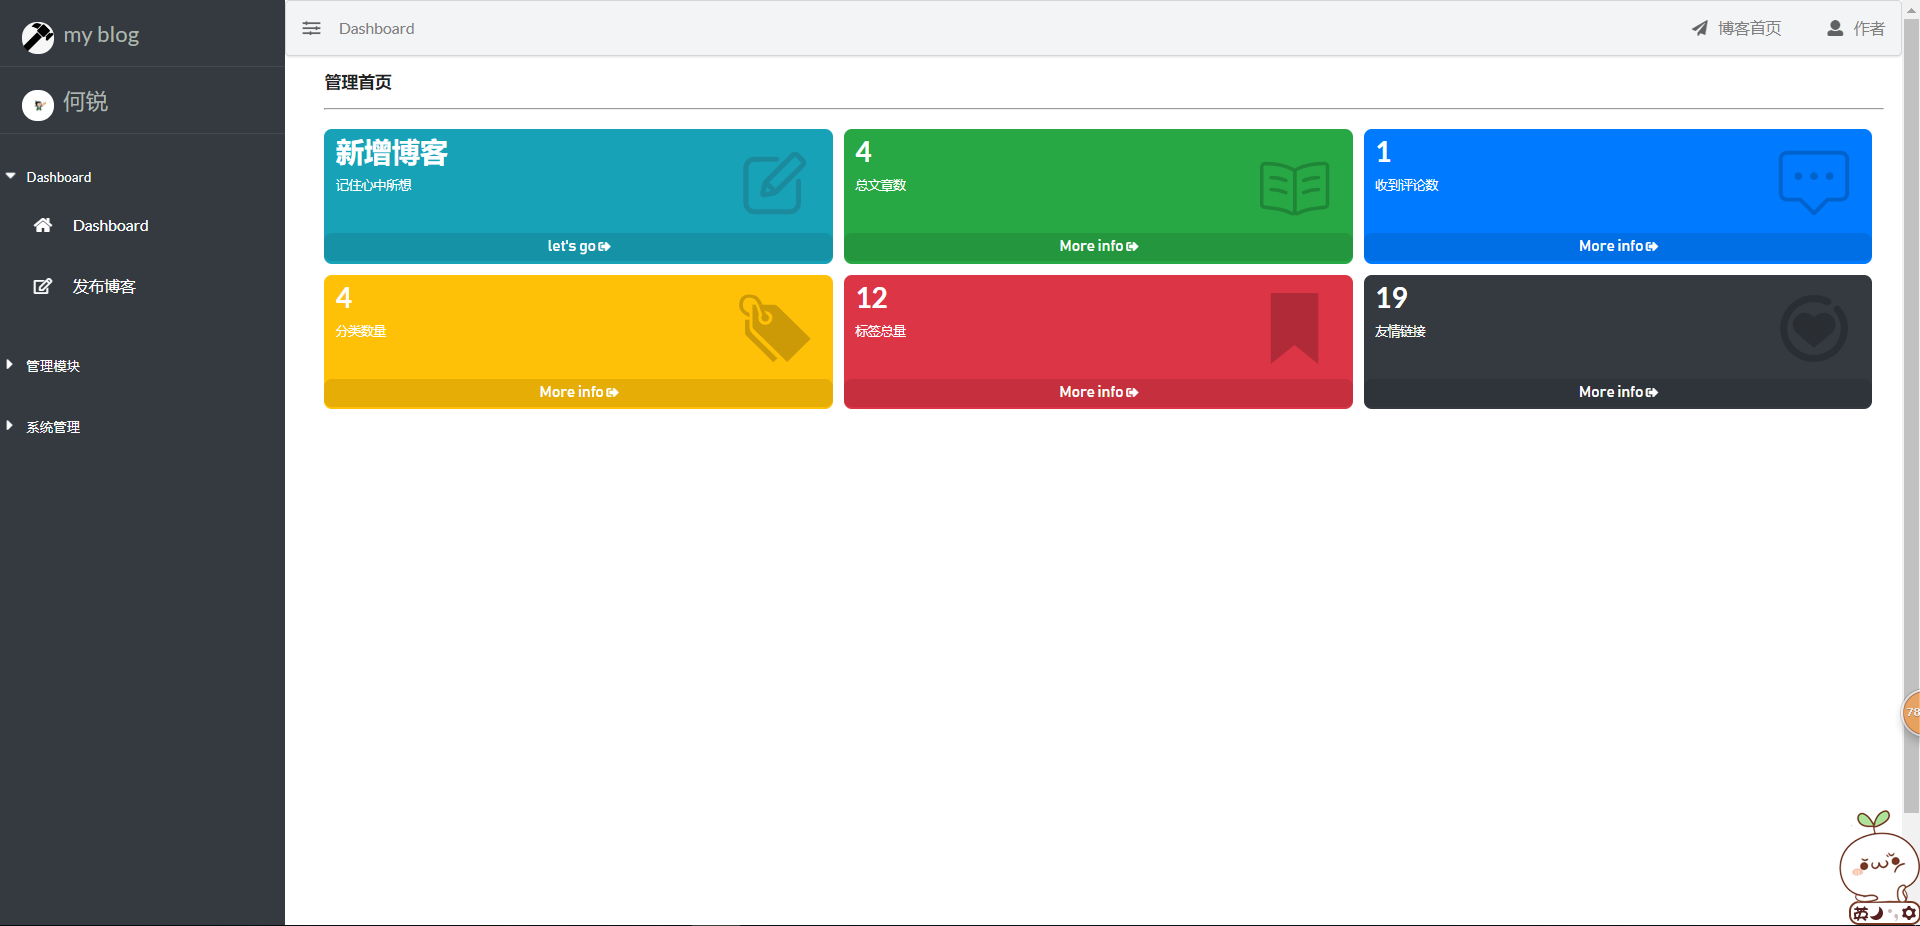 my blog
何锐
Dashboard
Dashboard
发布博客
管理模块
系统管理
Dashboard
博客首页
作者
管理首页
新增博客
记住心中所想
let's go
4
总文章数
More info
1
收到评论数
More info
4
分类数量
More info
12
标签总量
More info
19
友情链接
More info
78
英